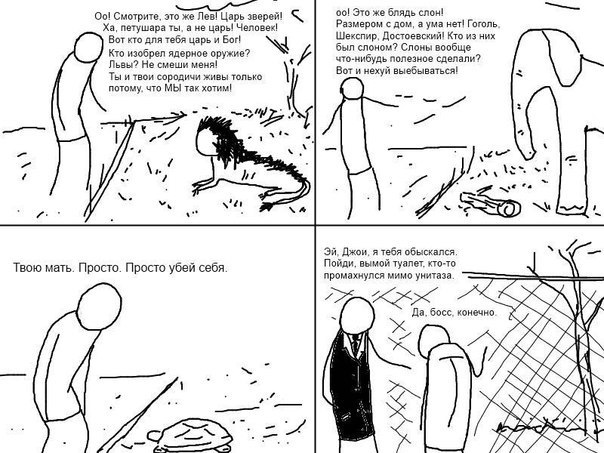 Оо! Смотрите, это же Лев! Царь зверей!
Ха, петушара ты, а не царь! Человек!
Вот кто для тебя царь и Бог!
Кто изобрел ядерное оружие?
Львы? Не смеши меня!
Ты и твои сородичи живы только
потому, что МЫ так хотим!
оо! Это же блядь слон!
Размером с дом, а ума нет! Гоголь,
Шекспир, Достоевский! Кто из них
был слоном? Слоны вообще
что-нибудь полезное сделали?
Вот и нехуй выебываться!
Твою мать. Просто. Просто убей себя.
Эй, Джои, я тебя обыскался.
Пойди, вымой туалет, кто-то
промахнулся мимо унитаза.
Да, босс, конечно.